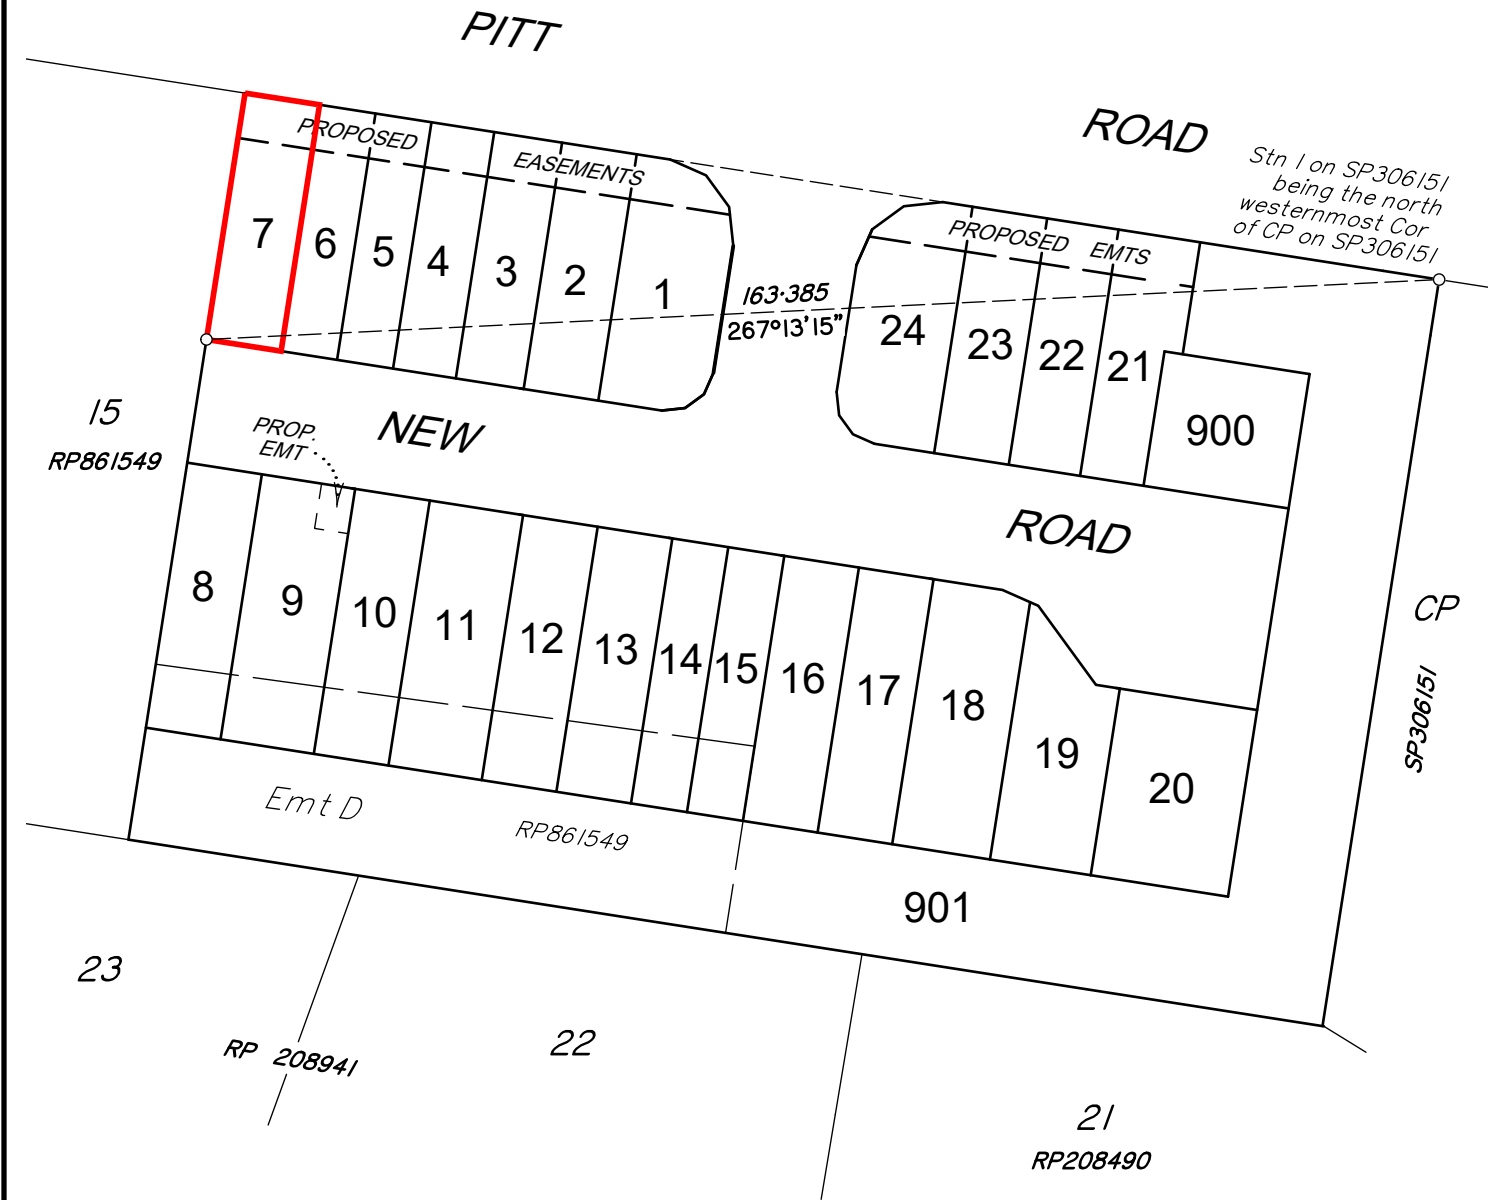 PITT
ROAD
Stn 1 on SP306151
being the north
westernmost Cor
of CP on SP306151
PROPOSED
EASEMENTS
PROPOSED EMTS
7
6
5
4
3
2
1
163·385
267°13'15"
24
23
22
21
900
15
RP861549
PROP.
EMT
NEW
ROAD
8
9
10
11
12
13
14
15
16
17
18
19
20
CP
SP306151
Emt D
RP861549
901
23
RP 208941
22
21
RP208490